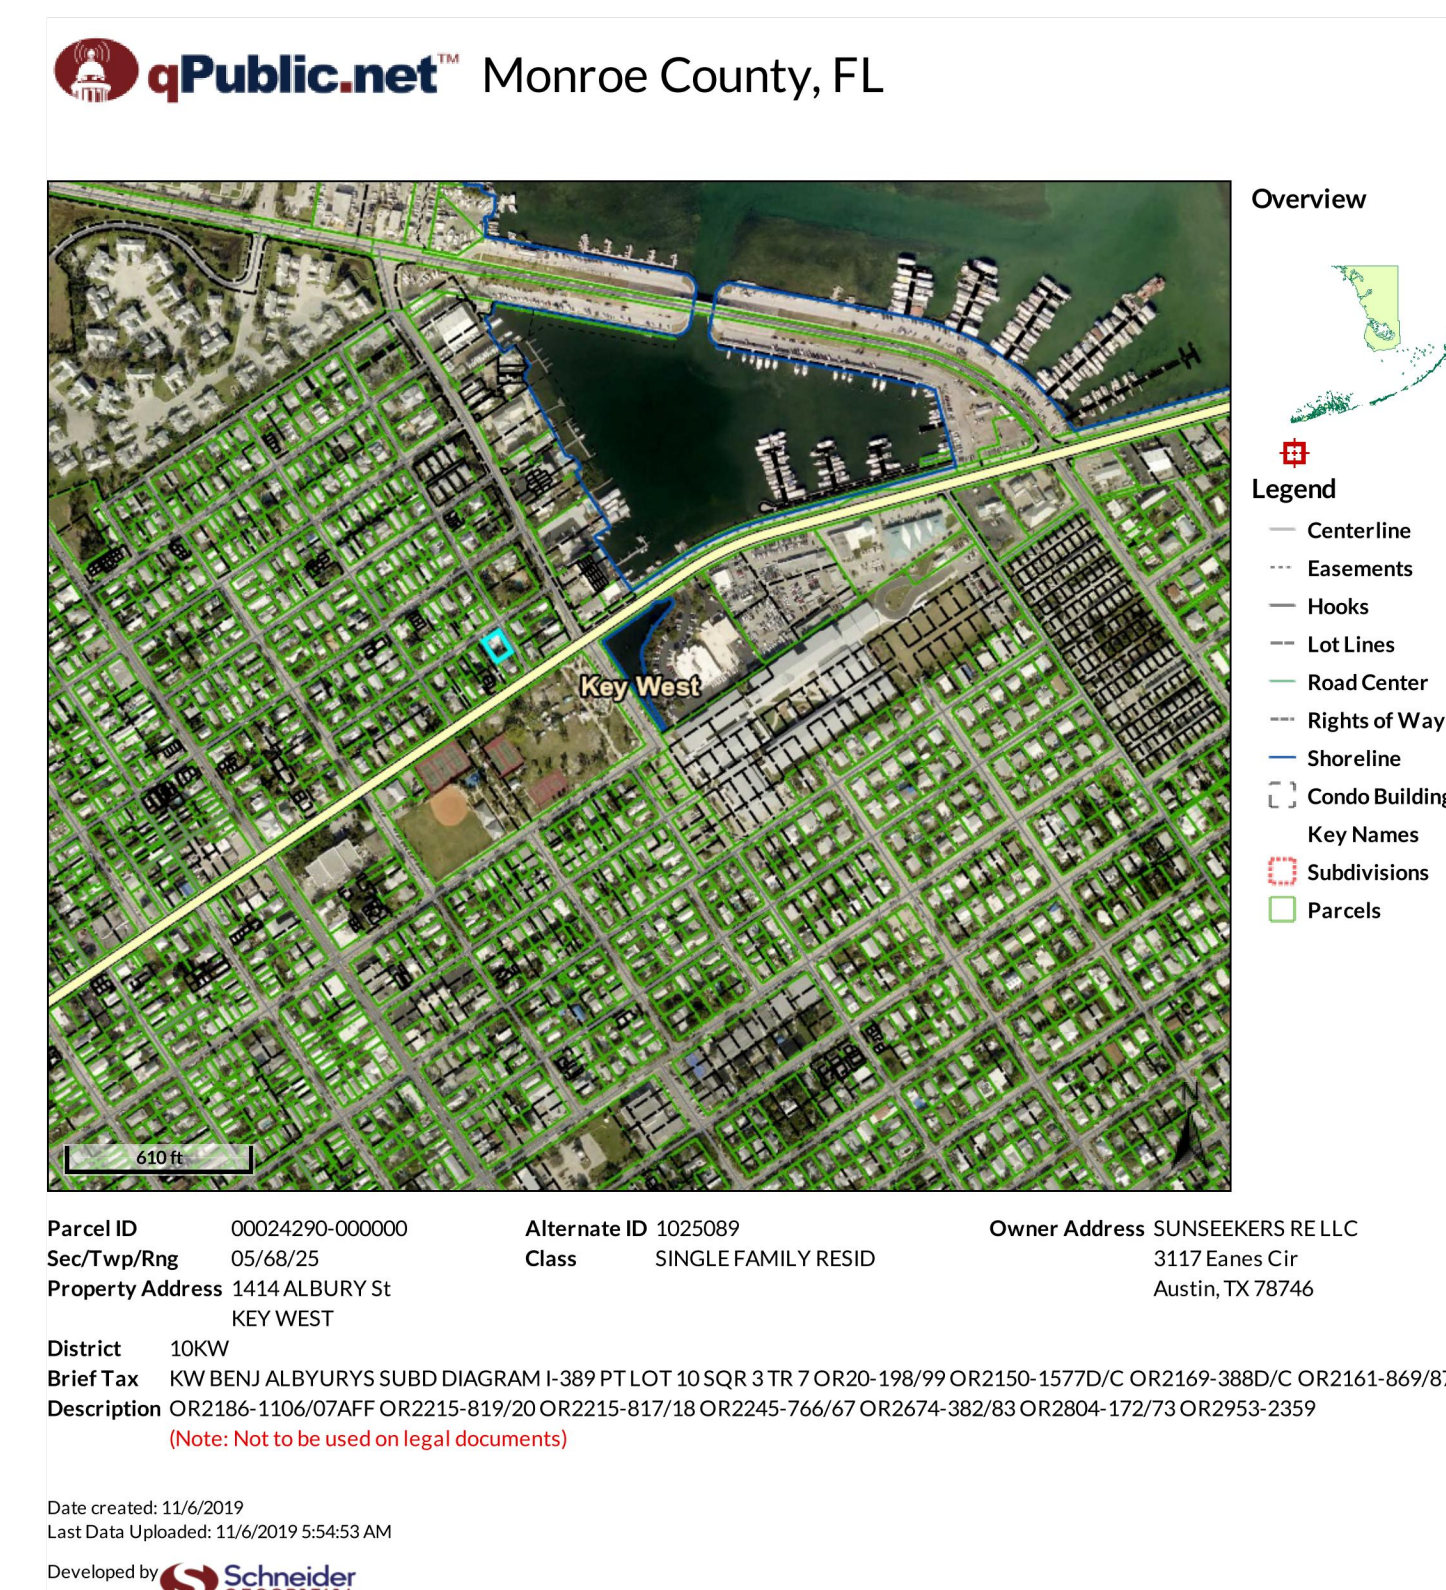 qPublic.net™ Monroe County, FL
Overview
Legend
Centerline
Easements
Hooks
Lot Lines
Road Center
Rights of Way
Shoreline
Condo Building
Key Names
Subdivisions
Parcels
Key West
N
610 ft
Parcel ID 00024290-000000 Alternate ID 1025089 Owner Address SUNSEEKERS RE LLC
Sec/Twp/Rng 05/68/25 Class SINGLE FAMILY RESID 3117 Eanes Cir
Property Address 1414 ALBURY St Austin, TX 78746
KEY WEST
District 10KW
Brief Tax KW BENJ ALBYURYS SUBD DIAGRAM I-389 PT LOT 10 SQR 3 TR 7 OR20-198/99 OR2150-1577D/C OR2169-388D/C OR2161-869/87
Description OR2186-1106/07AFF OR2215-819/20 OR2215-817/18 OR2245-766/67 OR2674-382/83 OR2804-172/73 OR2953-2359
(Note: Not to be used on legal documents)
Date created: 11/6/2019
Last Data Uploaded: 11/6/2019 5:54:53 AM
Developed by Schneider